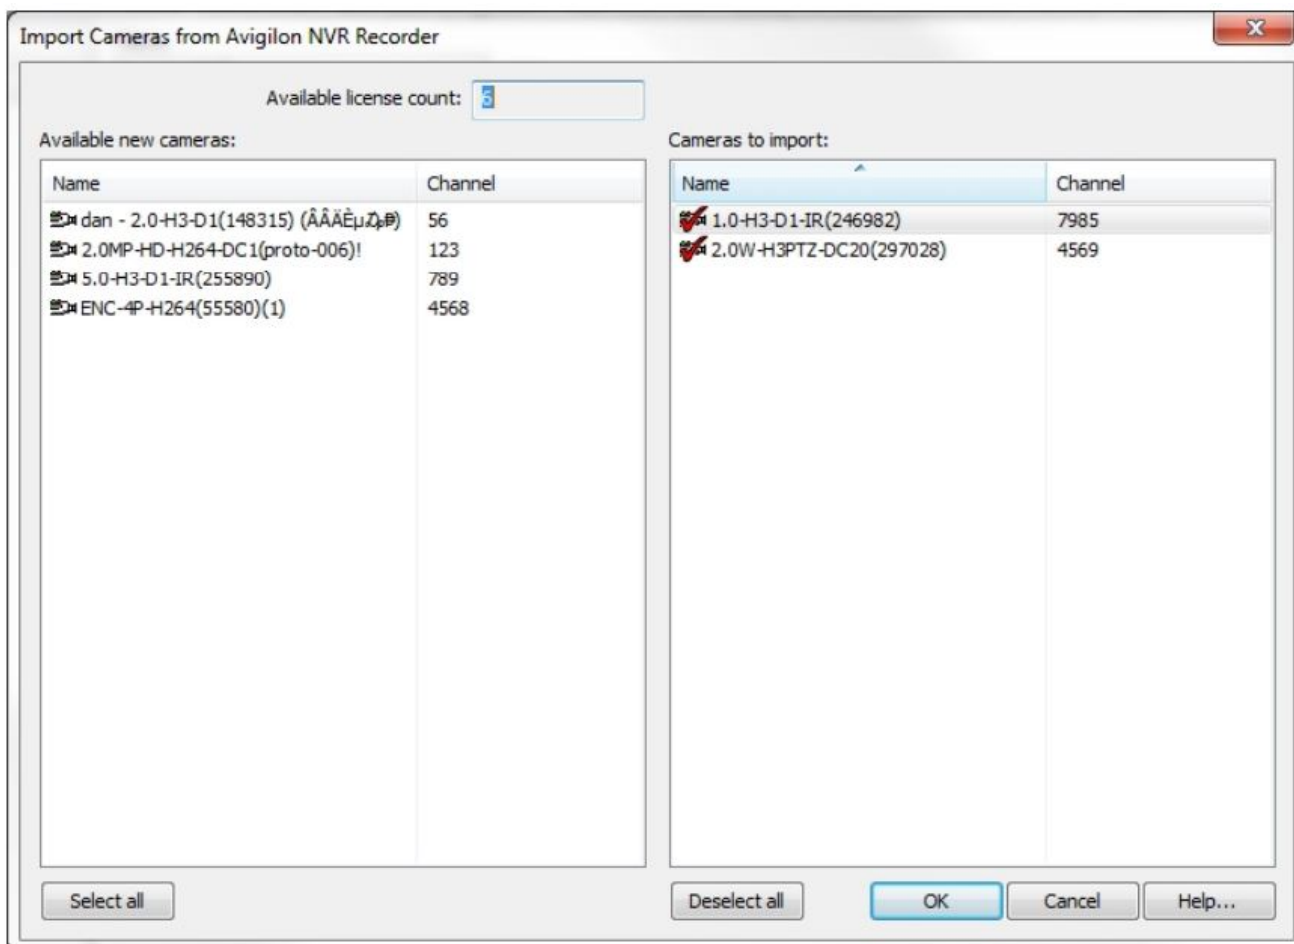 Import Cameras from Avigilon NVR Recorder
Available license count: 6
Available new cameras:
Name Channel
dan - 2.0-H3-D1(148315) 56
2.0MP-HD-H264-DC1(proto-006)! 123
5.0-H3-D1-IR(255890) 789
ENC-4P-H264(55580)(1) 4568
Select all
Cameras to import:
Name Channel
1.0-H3-D1-IR(246982) 7985
2.0W-H3PTZ-DC20(297028) 4569
Deselect all OK Cancel Help...